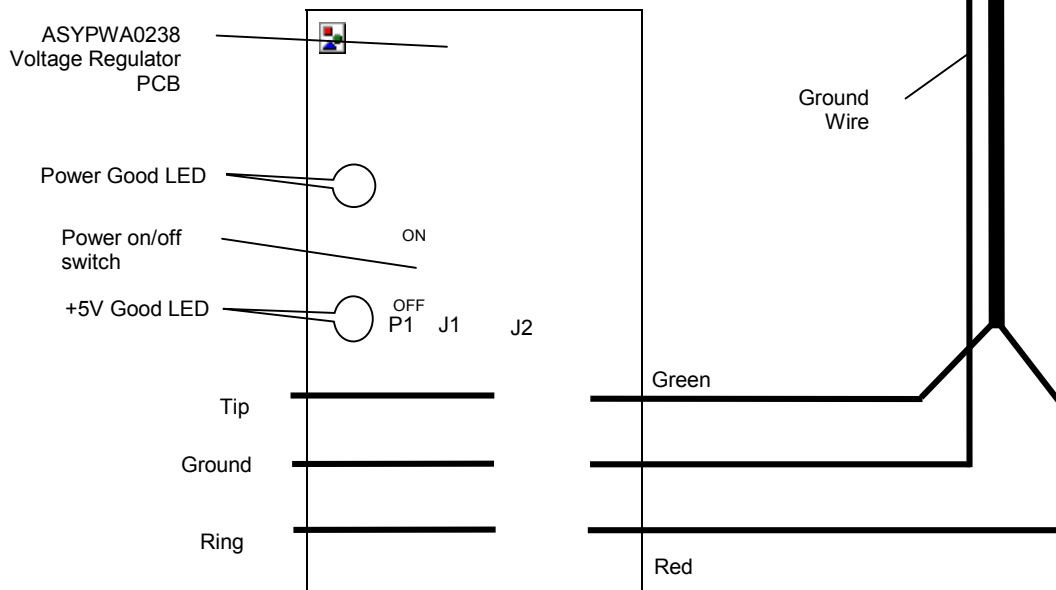 ASYPWA0238
Voltage Regulator
PCB
Ground
Wire
Power Good LED
ON
Power on/off
switch
OFF
+5V Good LED
P1 J1 J2
Green
Tip
Ground
Ring
Red